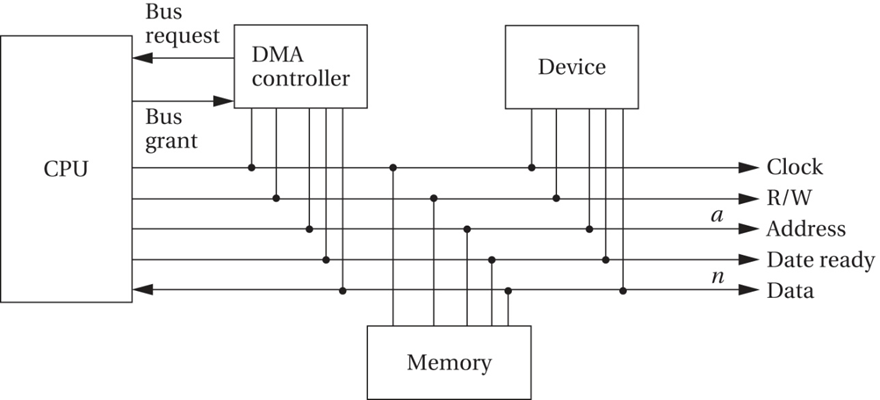 Bus
request
DMA
controller
Device
Bus
grant
CPU
Clock
R/W
a
Address
Date ready
n
Data
Memory